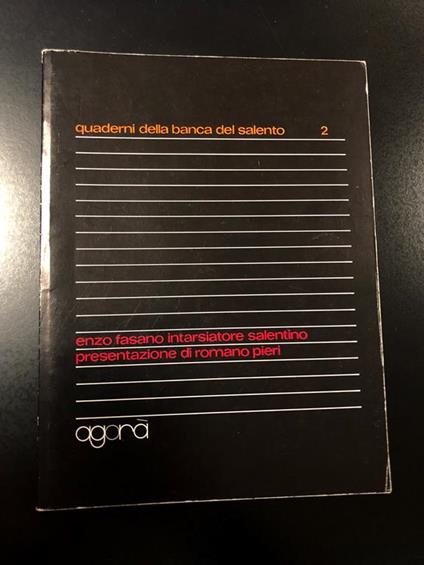 quaderni della banca del salento 2
enzo fasano intarsiatore salentino
presentazione di romano pieri
agorà